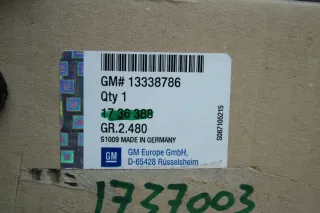 GM# 13338786
Qty 1
17 36 388
GR.2.480
S1009 MADE IN GERMANY
GM
GM Europe GmbH,
D-65428 Rüsselsheim
S087105215
1737003